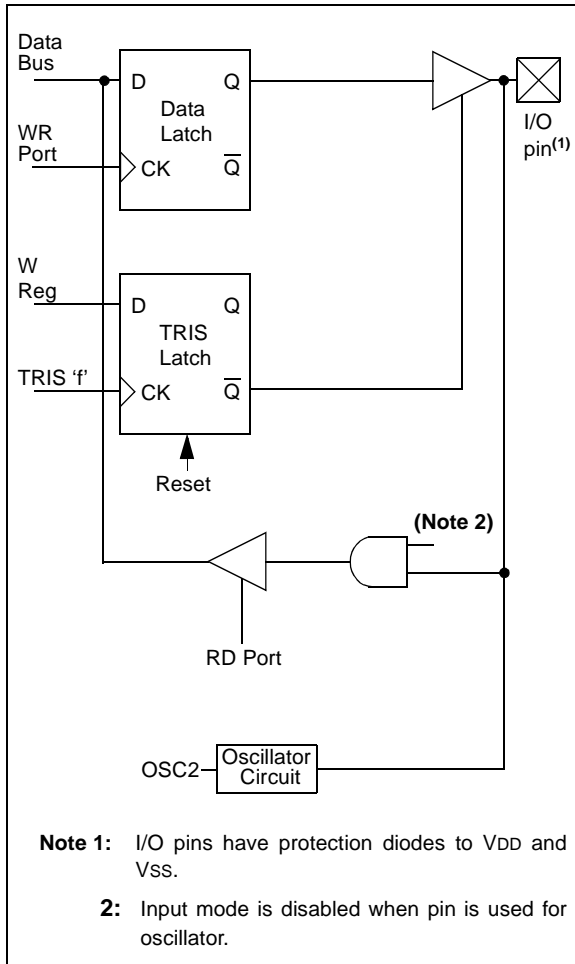 Data
Bus
D Q
Data
Latch
WR
Port
CK Q
I/O
pin(1)
W
Reg
D Q
TRIS
Latch
TRIS ‘f’
CK Q
Reset
(Note 2)
RD Port
OSC2
Oscillator
Circuit
Note 1: I/O pins have protection diodes to VDD and
VSS.
2: Input mode is disabled when pin is used for
oscillator.